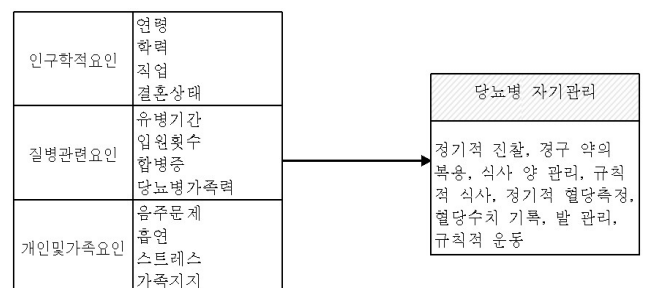 인구학적요인
연령
학력
직업
결혼상태
질병관련요인
유병기간
입원횟수
합병증
당뇨병가족력
개인및가족요인
음주문제
흡연
스트레스
가족지지
당뇨병 자기관리
정기적 진찰, 경구 약의
복용, 식사 양 관리, 규칙
적 식사, 정기적 혈당측정,
혈당수치 기록, 발 관리,
규칙적 운동